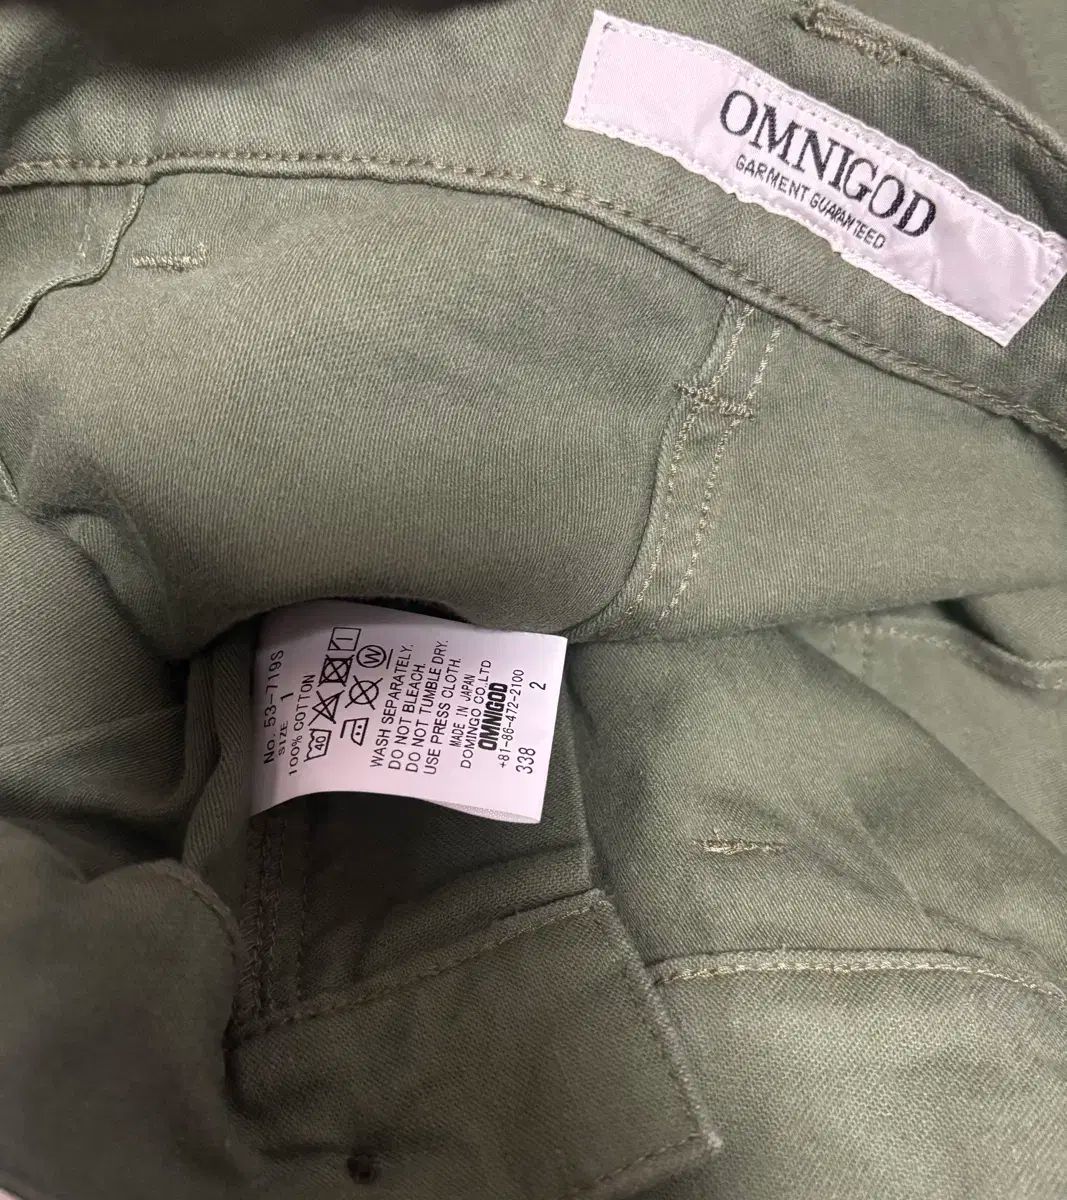 OMNIGOD
GARMENT GUARANTEED
No. 53-719S
SIZE 1
100% COTTON
40
W
WASH SEPARATELY.
DO NOT BLEACH.
DO NOT TUMBLE DRY.
USE PRESS CLOTH.
MADE IN JAPAN
DOMINGO CO.,LTD
OMNIGOD
+81-86-472-2100
338 2